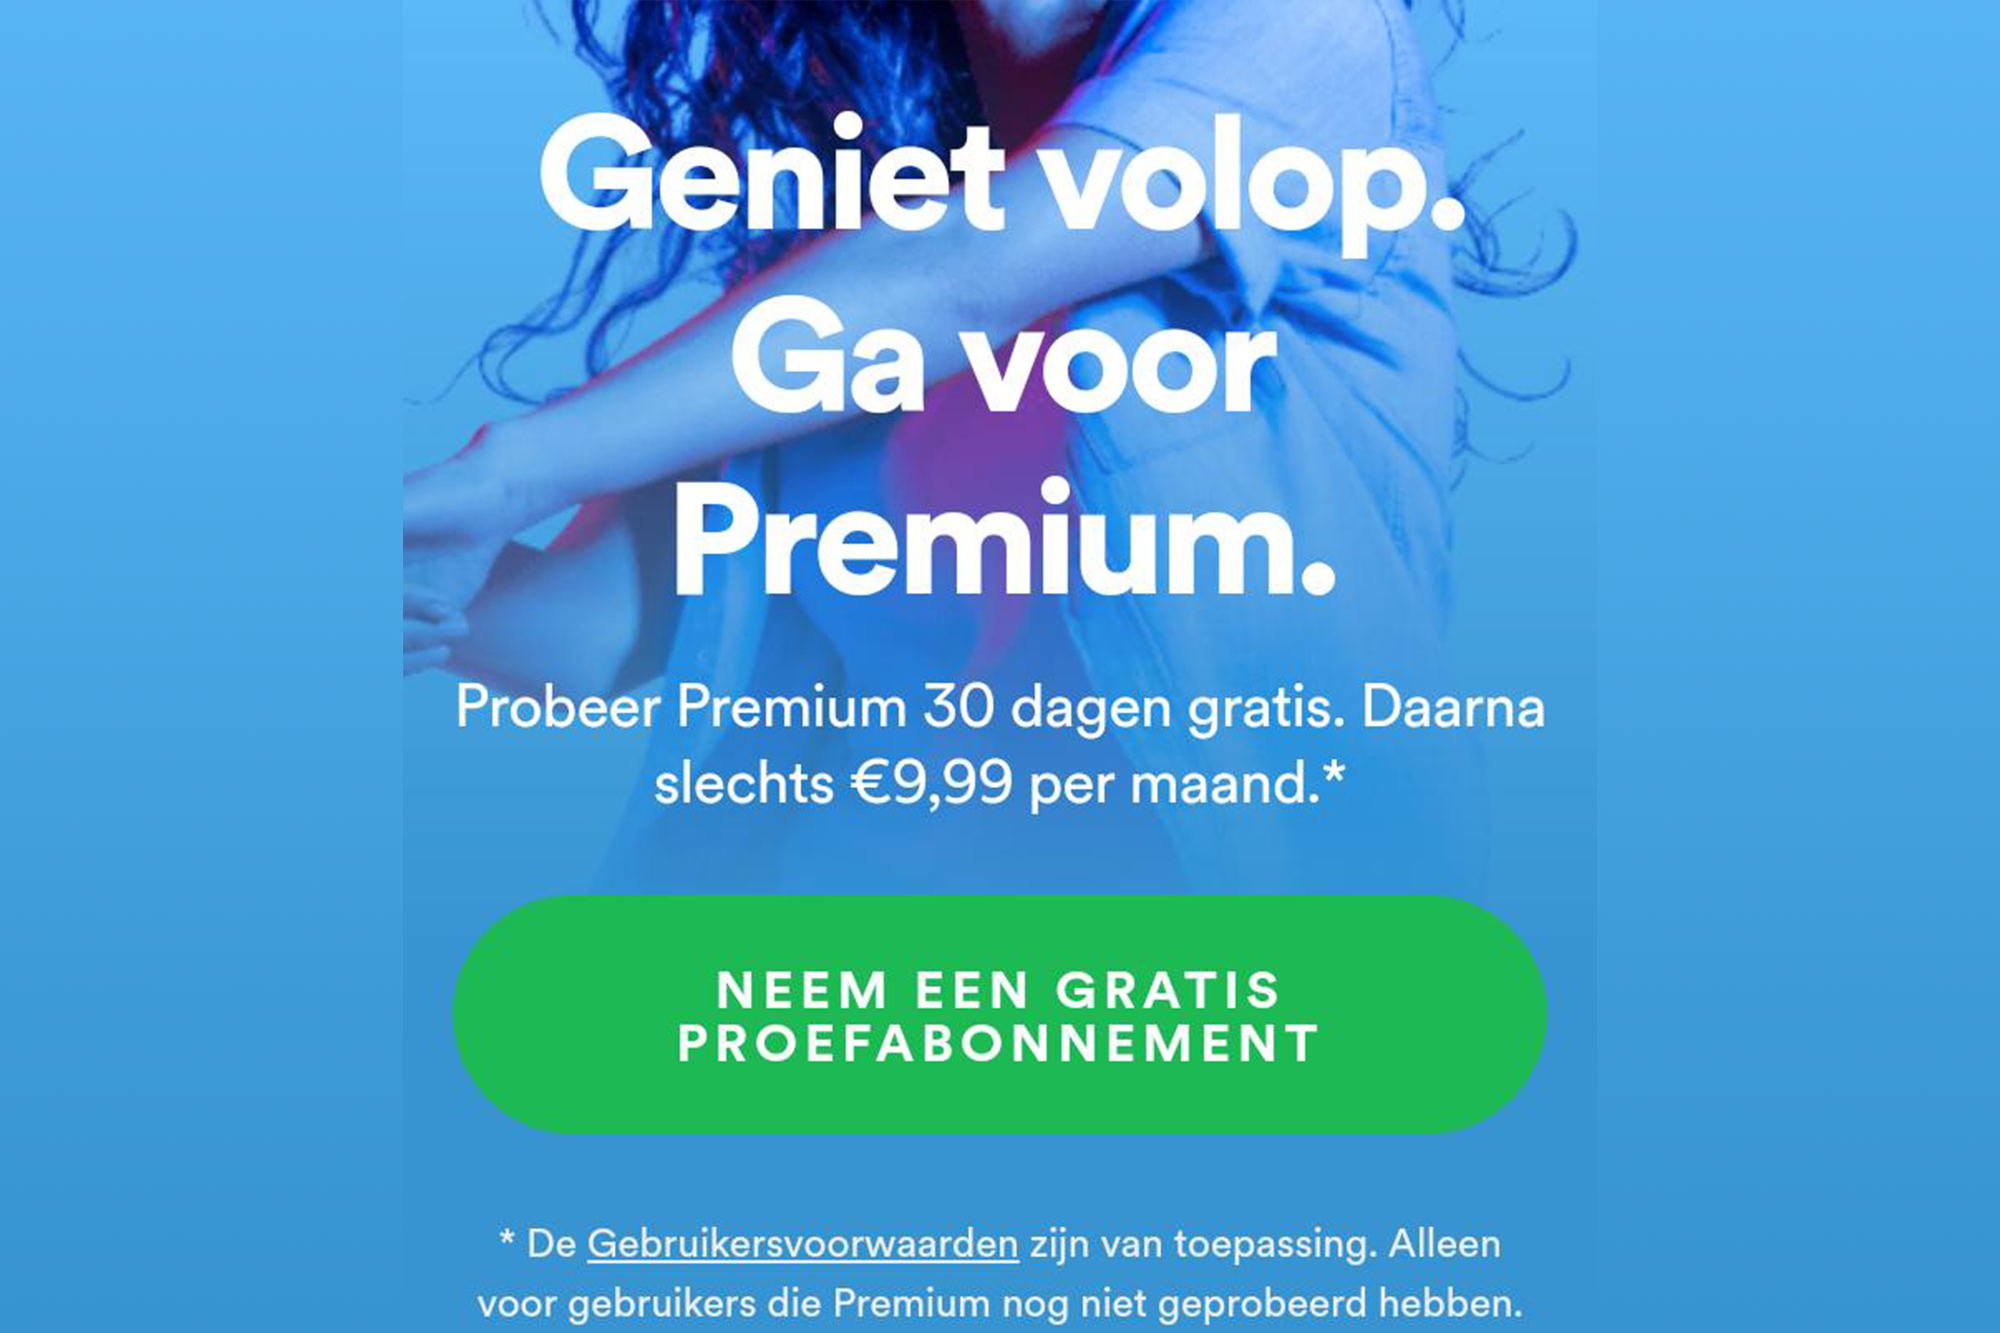 Geniet volop.
Ga voor
Premium.
Probeer Premium 30 dagen gratis. Daarna
slechts €9,99 per maand.*
NEEM EEN GRATIS
PROEFABONNEMENT
* De Gebruikersvoorwaarden zijn van toepassing. Alleen
voor gebruikers die Premium nog niet geprobeerd hebben.